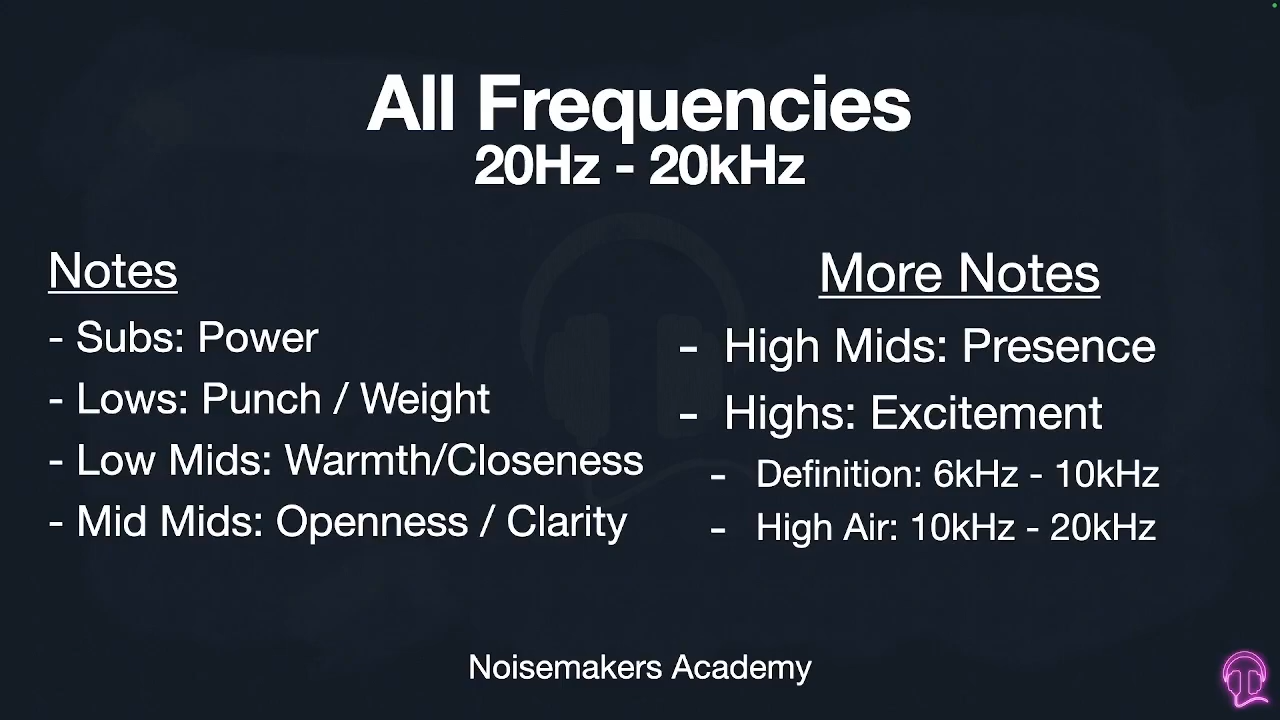 All Frequencies
20Hz - 20kHz
Notes
- Subs: Power
- Lows: Punch / Weight
- Low Mids: Warmth/Closeness
- Mid Mids: Openness / Clarity
More Notes
- High Mids: Presence
- Highs: Excitement
- Definition: 6kHz - 10kHz
- High Air: 10kHz - 20kHz
Noisemakers Academy